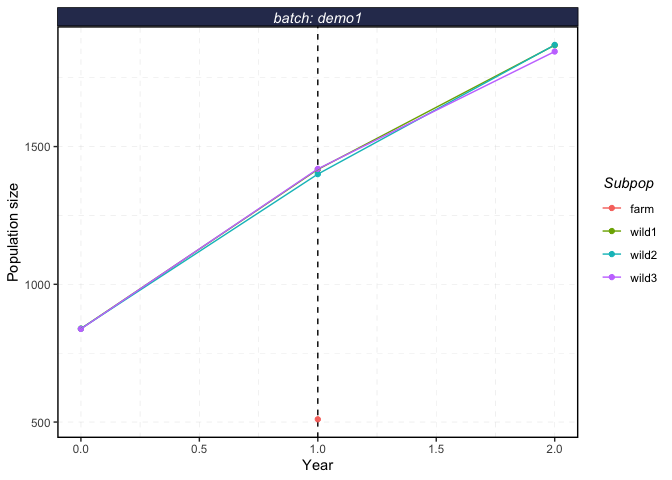 batch: demo1
Population size
1500
1000
500
0.0 0.5 1.0 1.5 2.0
Year
Subpop
farm
wild1
wild2
wild3